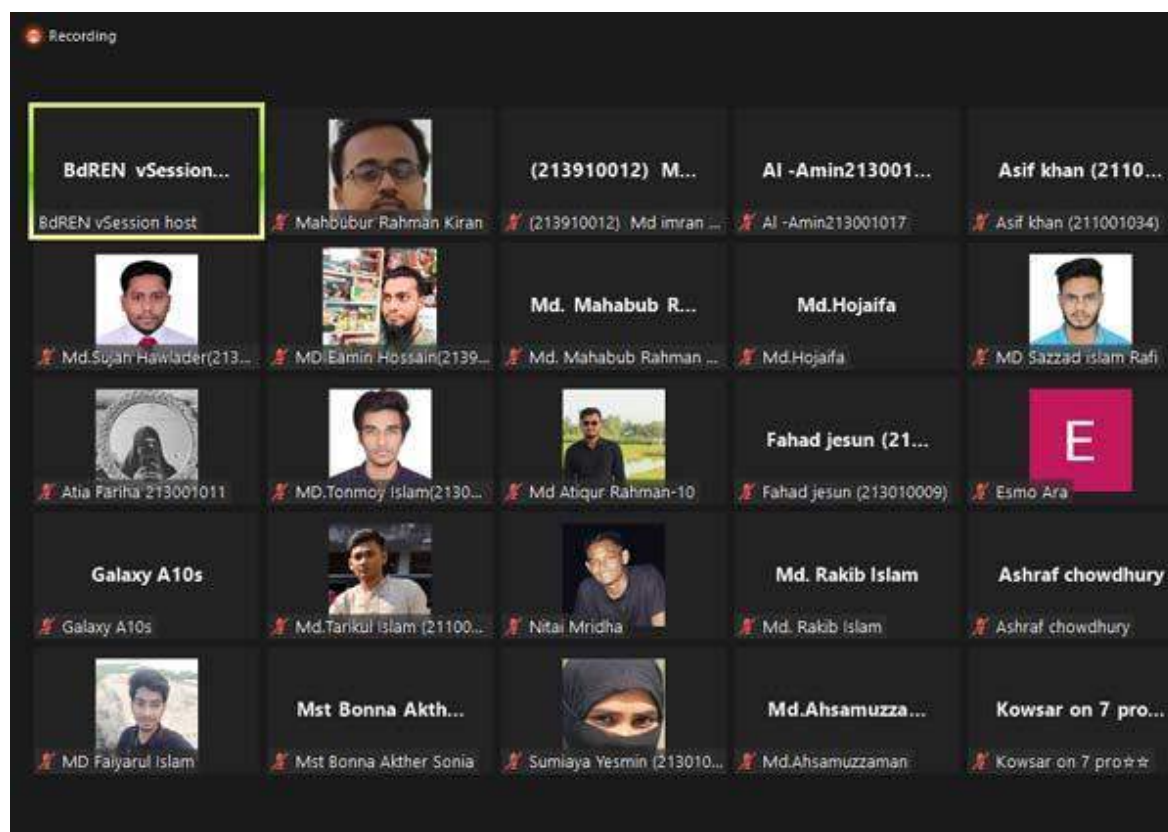 Recording
BdREN vSession...
BdREN vSession host
Mahbubur Rahman Kiran
(213910012) M...
(213910012) Md imran ...
Al -Amin213001...
Al -Amin213001017
Asif khan (2110...
Asif khan (211001034)
Md.Sujan Hawlader(213...
MD Eamin Hossain(2139...
Md. Mahabub R...
Md. Mahabub Rahman ...
Md.Hojaifa
Md.Hojaifa
MD Sazzad islam Rafi
Atia Fariha 213001011
MD.Tonmoy Islam(2130...
Md Atiqur Rahman-10
Fahad jesun (21...
Fahad jesun (213010009)
E
Esmo Ara
Galaxy A10s
Galaxy A10s
Md.Tarikul Islam (21100...
Nitai Mridha
Md. Rakib Islam
Md. Rakib Islam
Ashraf chowdhury
Ashraf chowdhury
MD Faiyarul Islam
Mst Bonna Akth...
Mst Bonna Akther Sonia
Sumiaya Yesmin (213010...
Md.Ahsamuzza...
Md.Ahsamuzzaman
Kowsar on 7 pro...
Kowsar on 7 pro☆☆